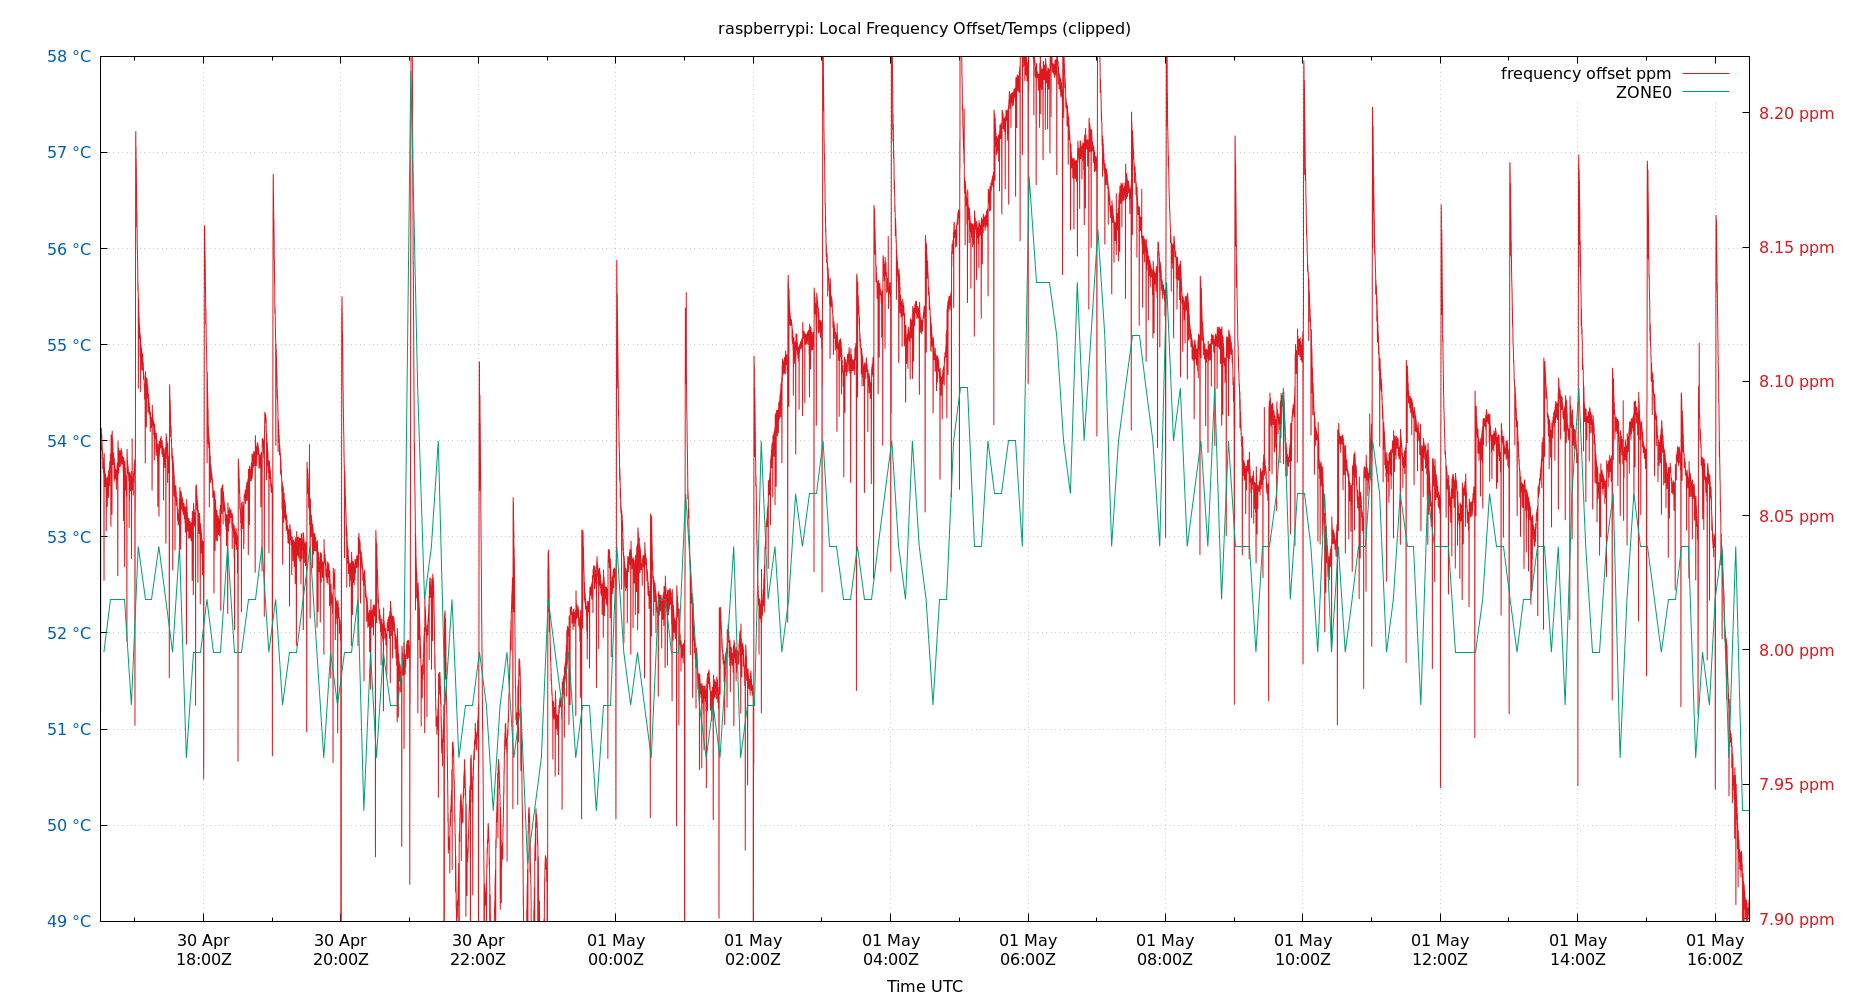 raspberrypi: Local Frequency Offset/Temps (clipped)
58 °C
57 °C
56 °C
55 °C
54 °C
53 °C
52 °C
51 °C
50 °C
49 °C
frequency offset ppm
ZONE0
8.20 ppm
8.15 ppm
8.10 ppm
8.05 ppm
8.00 ppm
7.95 ppm
7.90 ppm
30 Apr
18:00Z
30 Apr
20:00Z
30 Apr
22:00Z
01 May
00:00Z
01 May
02:00Z
01 May
04:00Z
01 May
06:00Z
01 May
08:00Z
01 May
10:00Z
01 May
12:00Z
01 May
14:00Z
01 May
16:00Z
Time UTC